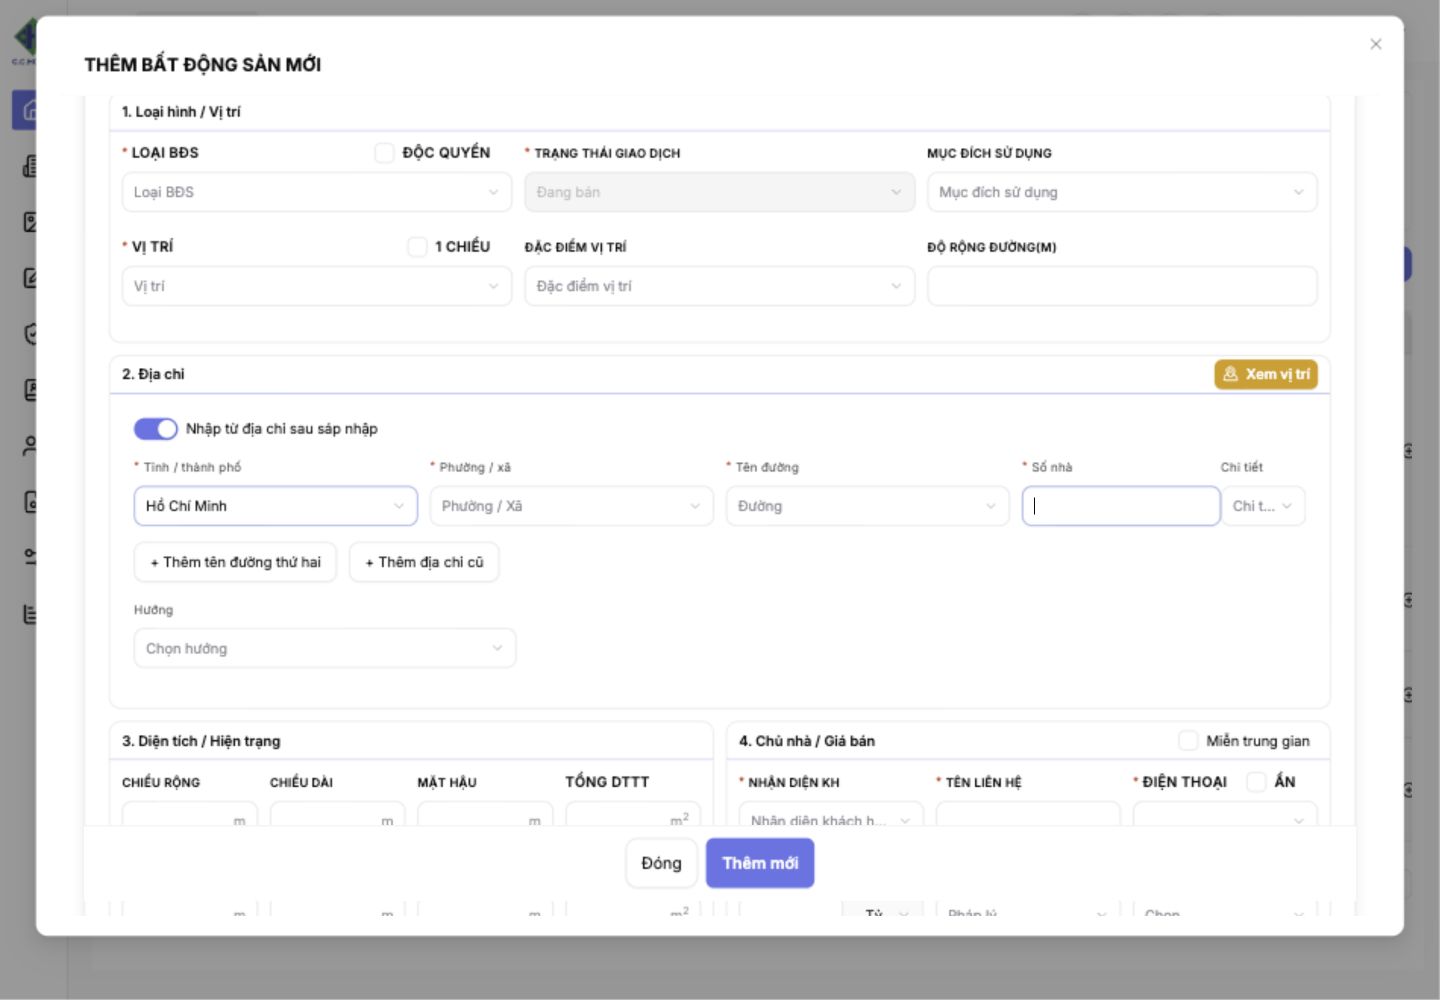 THÊM BẤT ĐỘNG SẢN MỚI
1. Loại hình / Vị trí
* LOẠI BĐS
ĐỘC QUYỀN
* TRẠNG THÁI GIAO DỊCH
MỤC ĐÍCH SỬ DỤNG
Loại BĐS
Đang bán
Mục đích sử dụng
* VỊ TRÍ
1 CHIỀU
ĐẶC ĐIỂM VỊ TRÍ
ĐỘ RỘNG ĐƯỜNG(M)
Vị trí
Đặc điểm vị trí
2. Địa chỉ
Xem vị trí
Nhập từ địa chỉ sau sáp nhập
* Tỉnh / thành phố
* Phường / xã
* Tên đường
* Số nhà
Chi tiết
Hồ Chí Minh
Phường / Xã
Đường
Chi t...
+ Thêm tên đường thứ hai
+ Thêm địa chỉ cũ
Hướng
Chọn hướng
3. Diện tích / Hiện trạng
4. Chủ nhà / Giá bán
Miễn trung gian
CHIỀU RỘNG
CHIỀU DÀI
MẶT HẬU
TỔNG DTTT
* NHẬN DIỆN KH
* TÊN LIÊN HỆ
* ĐIỆN THOẠI
ẨN
m
m
m
m²
Nhận diện khách h...
Đóng
Thêm mới
m
m
m
m²
Tỷ
Pháp lý
Chọn